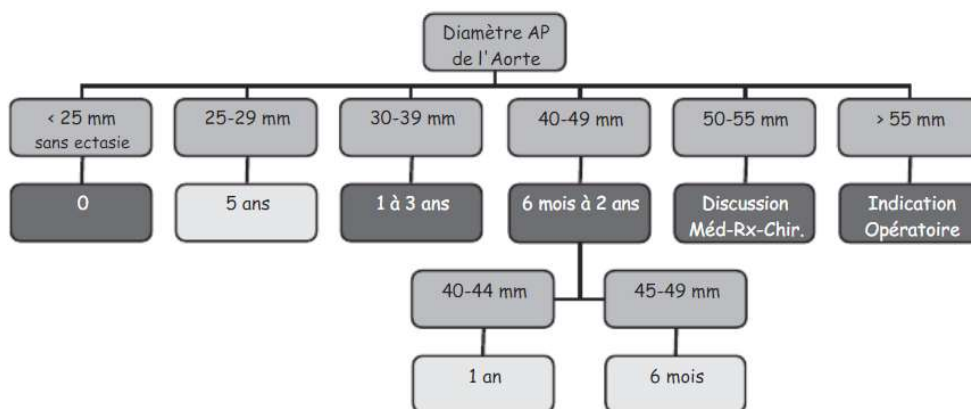 Diamètre AP
de l'Aorte
< 25 mm
sans ectasie
25-29 mm
30-39 mm
40-49 mm
50-55 mm
> 55 mm
0
5 ans
1 à 3 ans
6 mois à 2 ans
Discussion
Méd-Rx-Chir.
Indication
Opératoire
40-44 mm
45-49 mm
1 an
6 mois